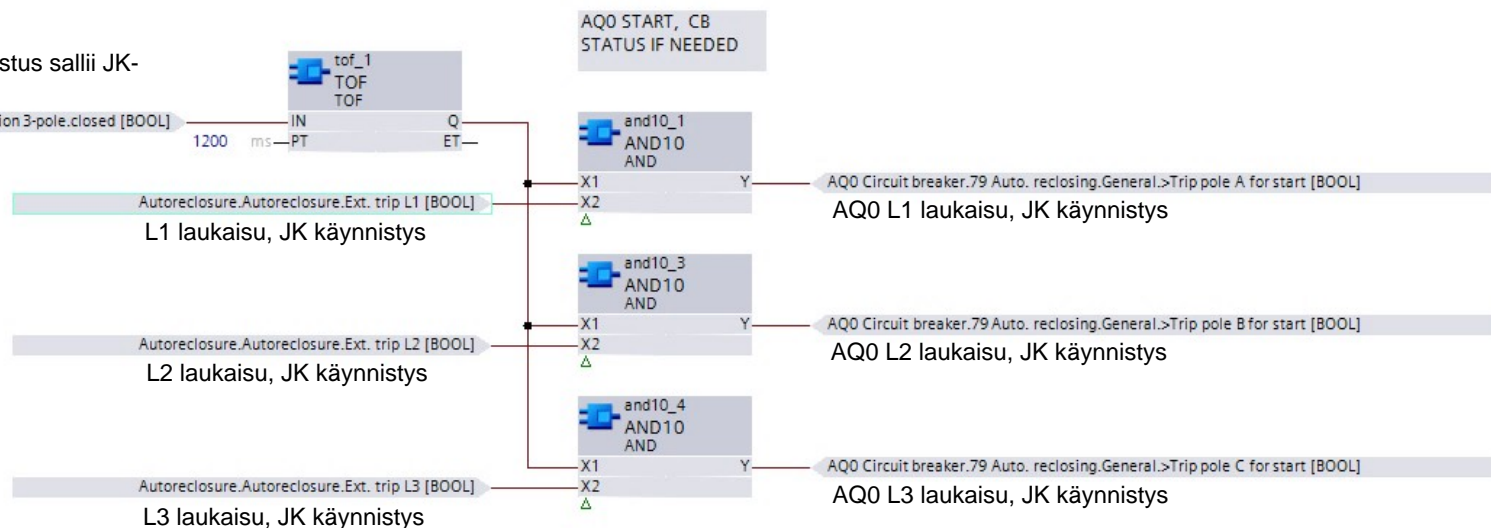 AQ0 START, CB
STATUS IF NEEDED
stus sallii JK-
tof_1
TOF
TOF
ion 3-pole.closed [BOOL]
IN
Q
1200 ms
PT
ET
and10_1
AND10
AND
X1
Y
AQ0 Circuit breaker.79 Auto. reclosing.General.>Trip pole A for start [BOOL]
Autoreclosure.Autoreclosure.Ext. trip L1 [BOOL]
X2
L1 laukaisu, JK käynnistys
AQ0 L1 laukaisu, JK käynnistys
and10_3
AND10
AND
X1
Y
AQ0 Circuit breaker.79 Auto. reclosing.General.>Trip pole B for start [BOOL]
Autoreclosure.Autoreclosure.Ext. trip L2 [BOOL]
X2
L2 laukaisu, JK käynnistys
AQ0 L2 laukaisu, JK käynnistys
and10_4
AND10
AND
X1
Y
AQ0 Circuit breaker.79 Auto. reclosing.General.>Trip pole C for start [BOOL]
Autoreclosure.Autoreclosure.Ext. trip L3 [BOOL]
X2
L3 laukaisu, JK käynnistys
AQ0 L3 laukaisu, JK käynnistys